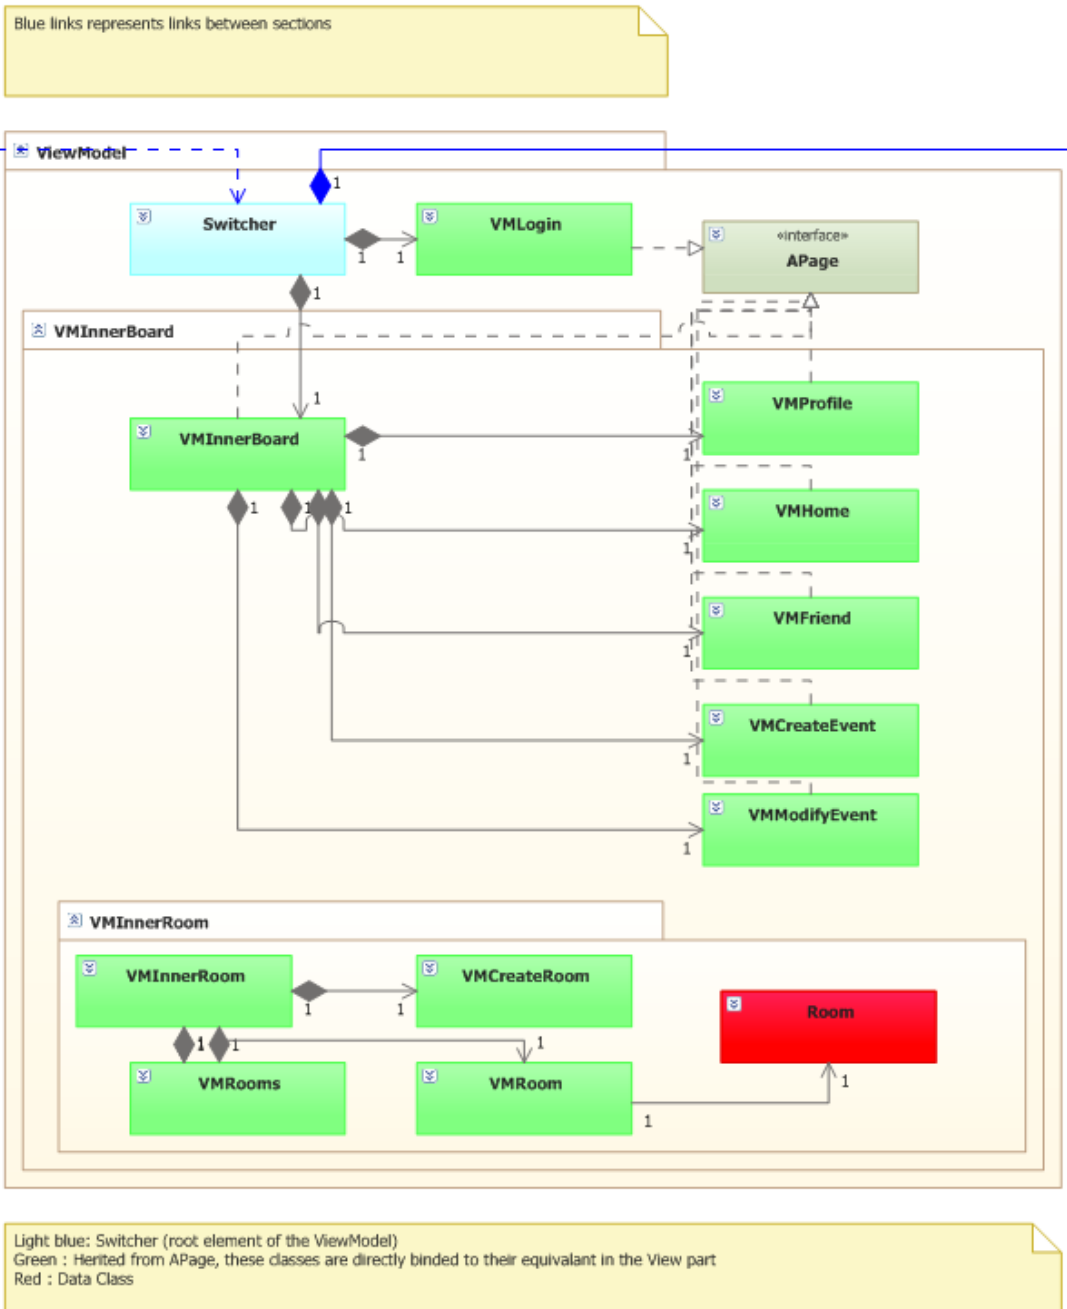 Blue links represents links between sections
ViewModel
1
Switcher
VMLogin
«interface»
APage
1
1
1
VMInnerBoard
1
VMProfile
VMInnerBoard
1
1
VMHome
1
1
1
1
VMFriend
1
VMCreateEvent
1
VMModifyEvent
1
VMInnerRoom
VMInnerRoom
VMCreateRoom
1
1
Room
1
1
1
VMRooms
VMRoom
1
1
Light blue: Switcher (root element of the ViewModel)
Green : Herited from APage, these classes are directly binded to their equivalant in the View part
Red : Data Class